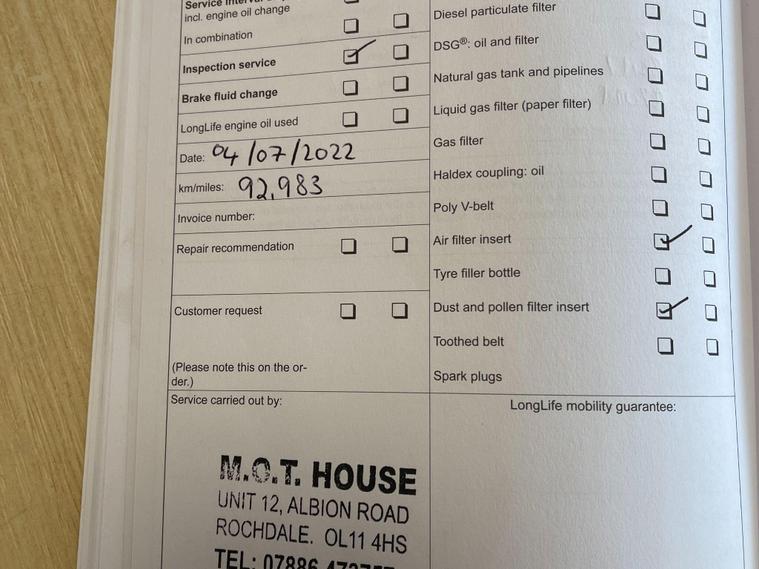 Service
incl. engine oil change
In combination
Inspection service
Brake fluid change
LongLife engine oil used
Date: 04/07/2022
km/miles: 92,983
Invoice number:
Repair recommendation
Customer request
(Please note this on the or-
der.)
Service carried out by:
M.O.T. HOUSE
UNIT 12, ALBION ROAD
ROCHDALE. OL11 4HS
TEL: 07886
Diesel particulate filter
DSG®: oil and filter
Natural gas tank and pipelines
Liquid gas filter (paper filter)
Gas filter
Haldex coupling: oil
Poly V-belt
Air filter insert
Tyre filler bottle
Dust and pollen filter insert
Toothed belt
Spark plugs
LongLife mobility guarantee: